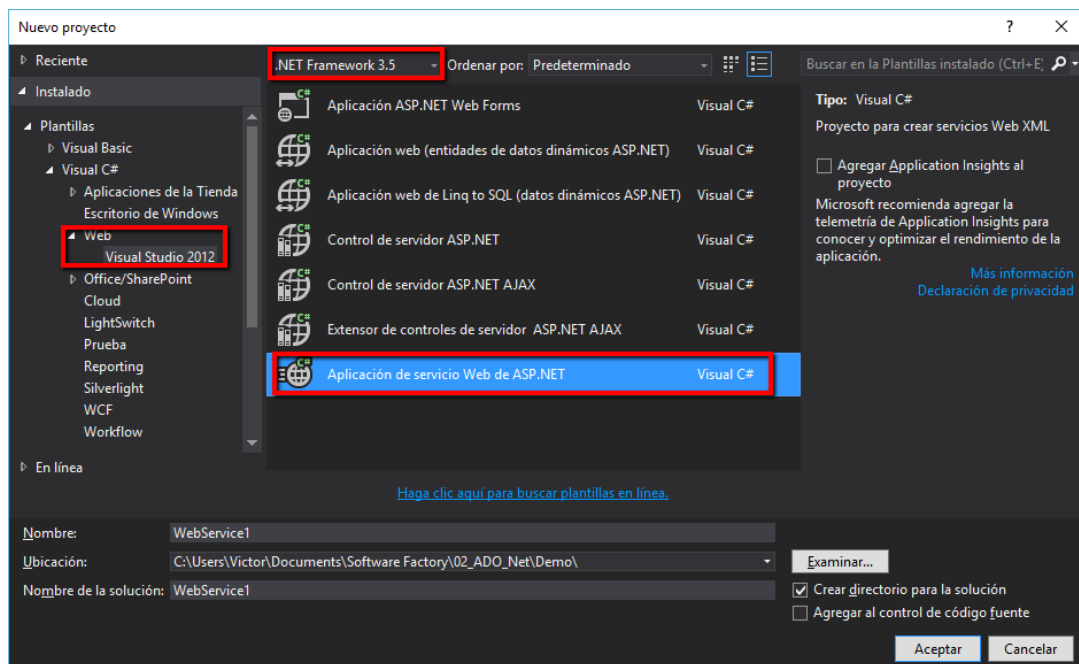 Nuevo proyecto
?
Reciente
.NET Framework 3.5
Ordenar por: Predeterminado
Buscar en la Plantillas instalado (Ctrl+E)
Instalado
Plantillas
Visual Basic
Visual C#
Aplicaciones de la Tienda
Escritorio de Windows
Web
Visual Studio 2012
Office/SharePoint
Cloud
LightSwitch
Prueba
Reporting
Silverlight
WCF
Workflow
En línea
Aplicación ASP.NET Web Forms Visual C#
Aplicación web (entidades de datos dinámicos ASP.NET) Visual C#
Aplicación web de Linq to SQL (datos dinámicos ASP.NET) Visual C#
Control de servidor ASP.NET Visual C#
Control de servidor ASP.NET AJAX Visual C#
Extensor de controles de servidor ASP.NET AJAX Visual C#
Aplicación de servicio Web de ASP.NET Visual C#
Haga clic aquí para buscar plantillas en línea.
Tipo: Visual C#
Proyecto para crear servicios Web XML
Agregar Application Insights al
proyecto
Microsoft recomienda agregar la
telemetría de Application Insights para
conocer y optimizar el rendimiento de la
aplicación.
Más información
Declaración de privacidad
Nombre: WebService1
Ubicación: C:\Users\Victor\Documents\Software Factory\02_ADO_Net\Demo\
Examinar...
Nombre de la solución: WebService1
Crear directorio para la solución
Agregar al control de código fuente
Aceptar
Cancelar